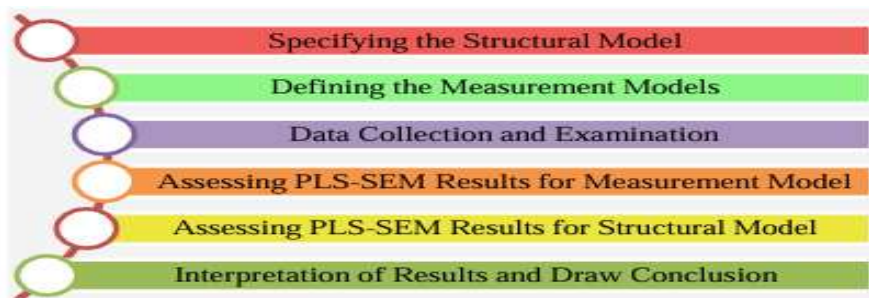 Specifying the Structural Model
Defining the Measurement Models
Data Collection and Examination
Assessing PLS-SEM Results for Measurement Model
Assessing PLS-SEM Results for Structural Model
Interpretation of Results and Draw Conclusion